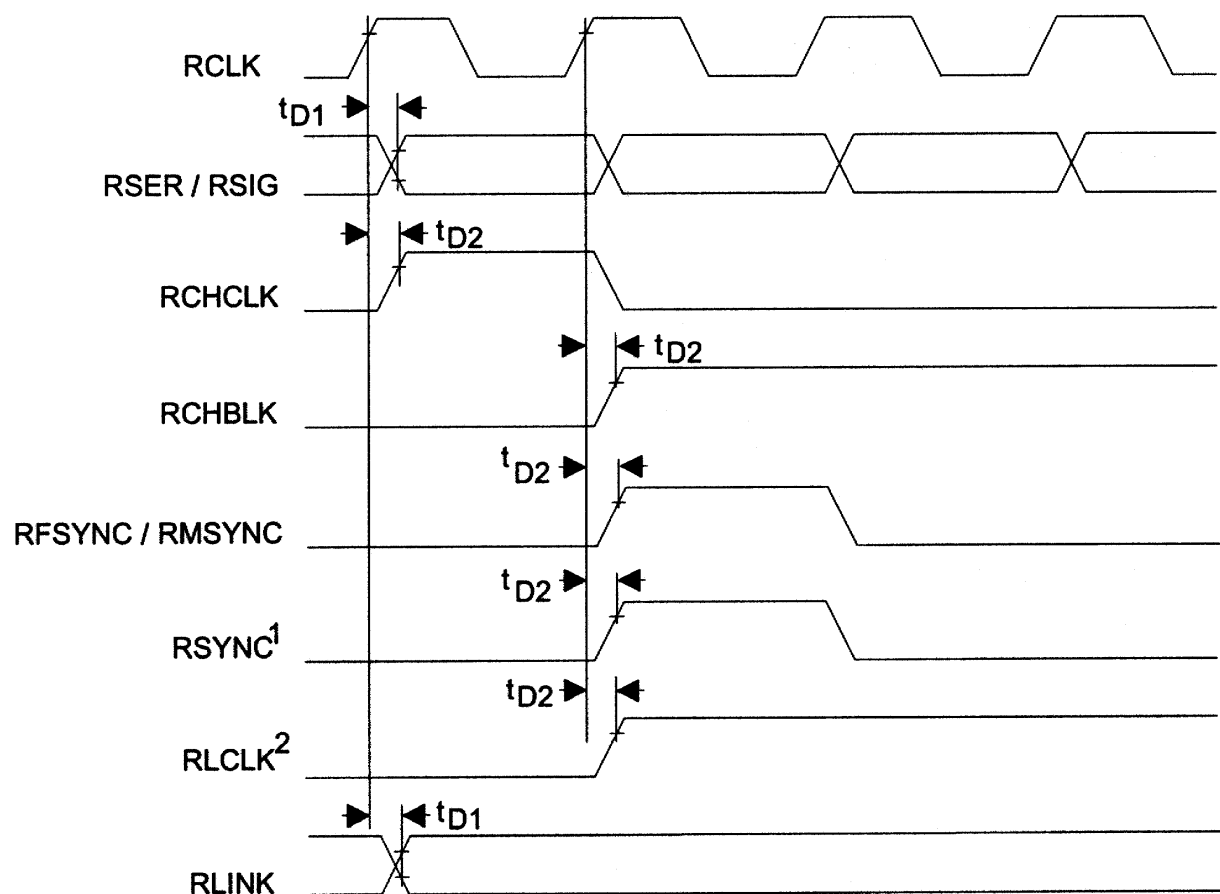 RCLK
tD1
RSER / RSIG
tD2
RCHCLK
tD2
RCHBLK
tD2
RFSYNC / RMSYNC
tD2
RSYNC1
tD2
RLCLK2
tD1
RLINK